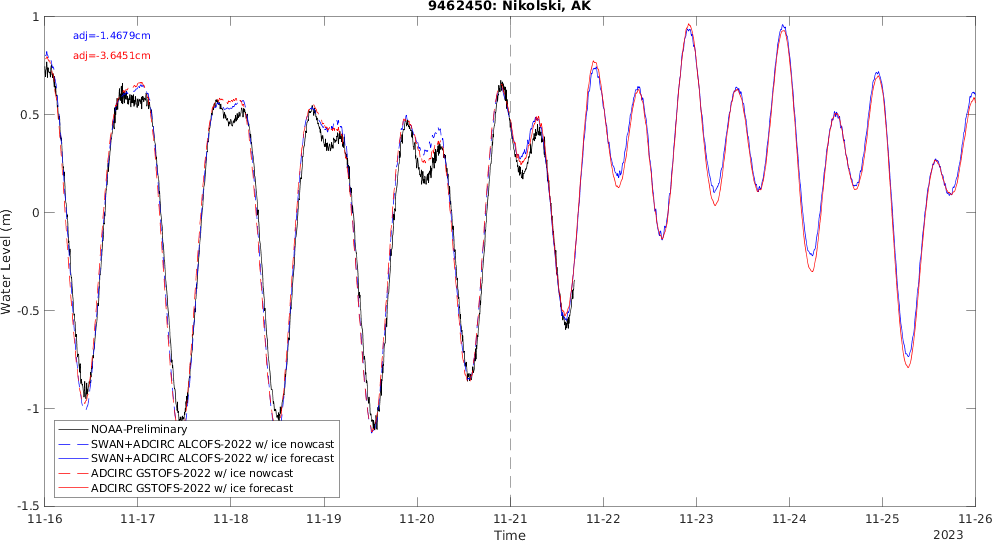 9462450: Nikolski, AK
adj=-1.4679cm
adj=-3.6451cm
Water Level (m)
1
0.5
0
-0.5
-1
-1.5
NOAA-Preliminary
SWAN+ADCIRC ALCOFS-2022 w/ ice nowcast
SWAN+ADCIRC ALCOFS-2022 w/ ice forecast
ADCIRC GSTOFS-2022 w/ ice nowcast
ADCIRC GSTOFS-2022 w/ ice forecast
11-16 11-17 11-18 11-19 11-20 11-21 11-22 11-23 11-24 11-25 11-26
Time
2023